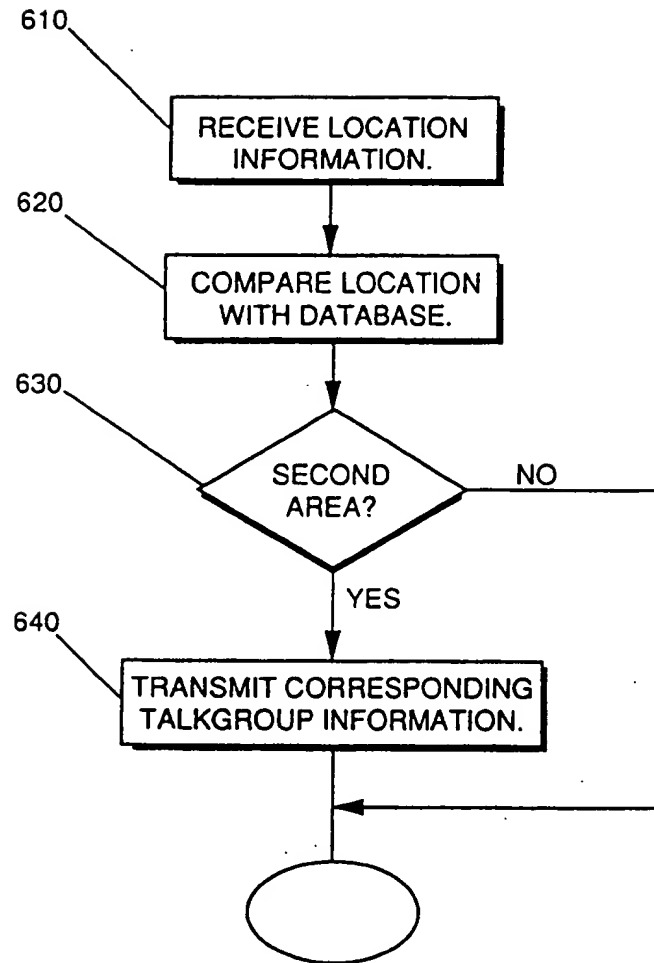 610
RECEIVE LOCATION
INFORMATION.
620
COMPARE LOCATION
WITH DATABASE.
630
SECOND
AREA?
NO
YES
640
TRANSMIT CORRESPONDING
TALKGROUP INFORMATION.